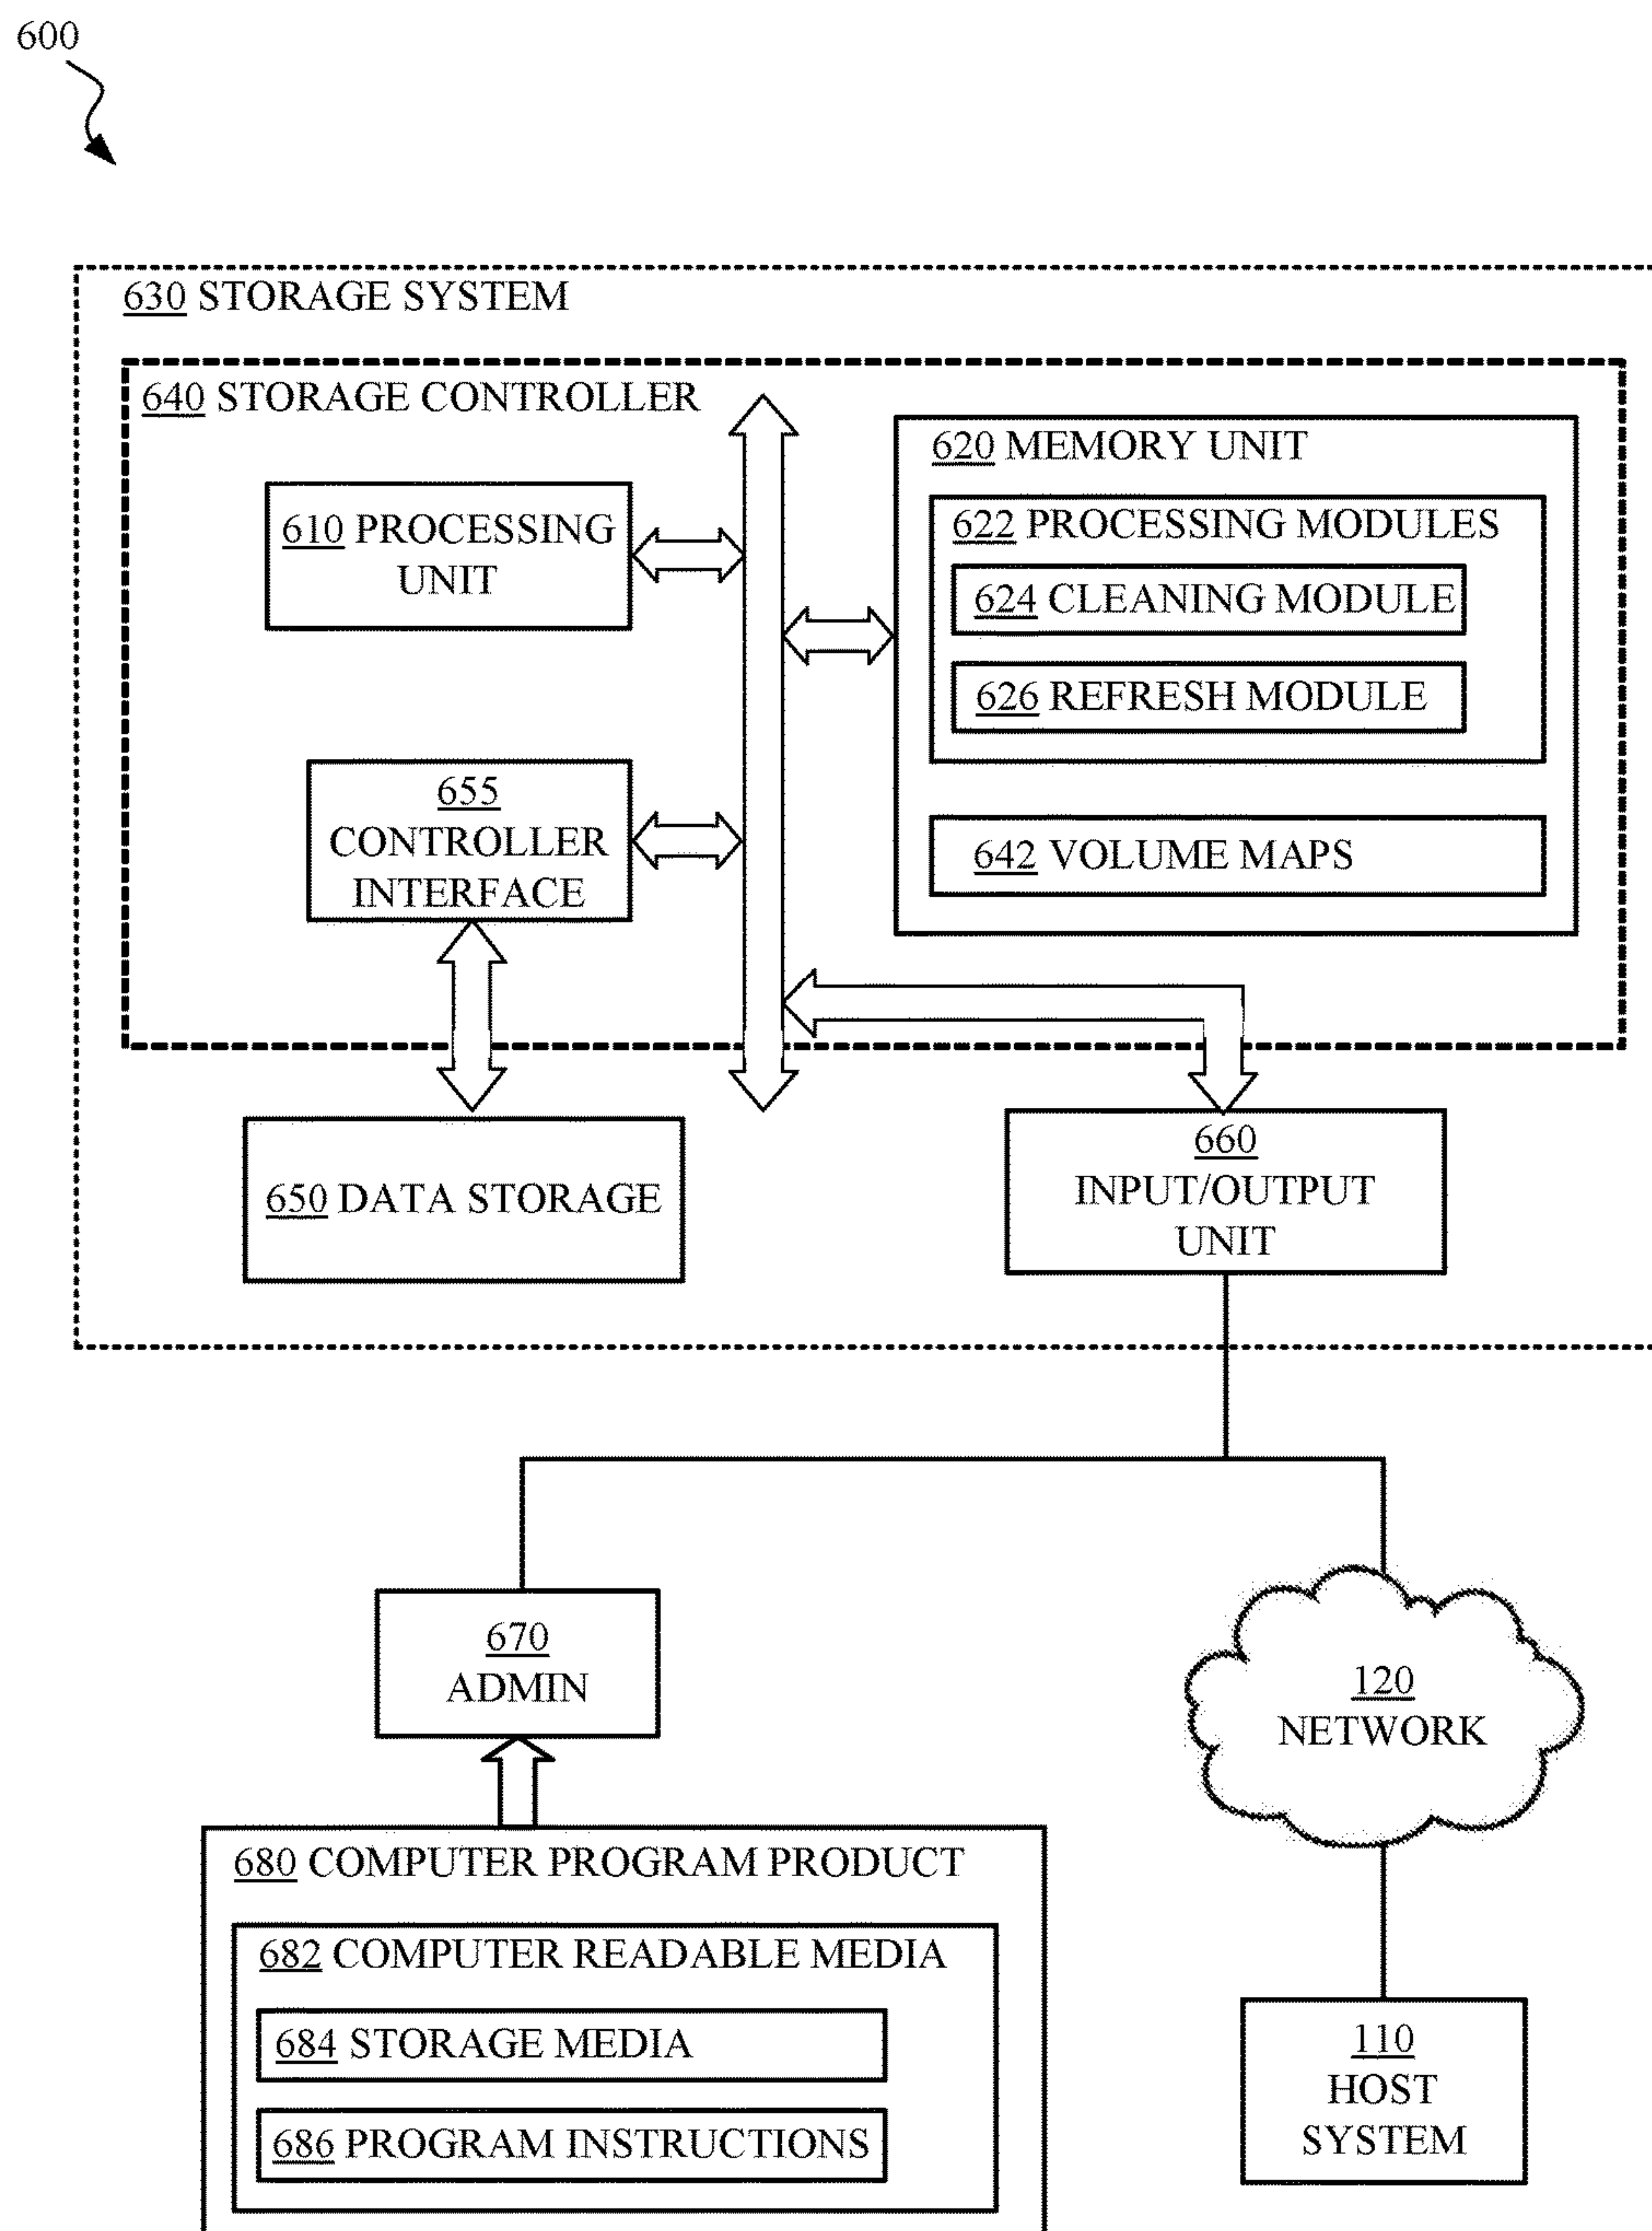 600
630 STORAGE SYSTEM
640 STORAGE CONTROLLER
610 PROCESSING
UNIT
620 MEMORY UNIT
622 PROCESSING MODULES
624 CLEANING MODULE
626 REFRESH MODULE
642 VOLUME MAPS
655
CONTROLLER
INTERFACE
650 DATA STORAGE
660
INPUT/OUTPUT
UNIT
670
ADMIN
120
NETWORK
680 COMPUTER PROGRAM PRODUCT
682 COMPUTER READABLE MEDIA
684 STORAGE MEDIA
686 PROGRAM INSTRUCTIONS
110
HOST
SYSTEM